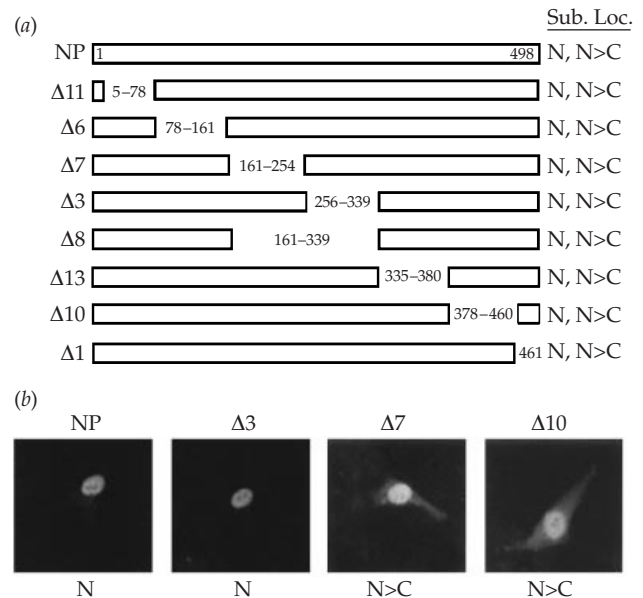 (a) Sub. Loc.
NP 1 498 N, N>C
Δ11 5–78 N, N>C
Δ6 78–161 N, N>C
Δ7 161–254 N, N>C
Δ3 256–339 N, N>C
Δ8 161–339 N, N>C
Δ13 335–380 N, N>C
Δ10 378–460 N, N>C
Δ1 461 N, N>C
(b)
NP Δ3 Δ7 Δ10
N N N>C N>C